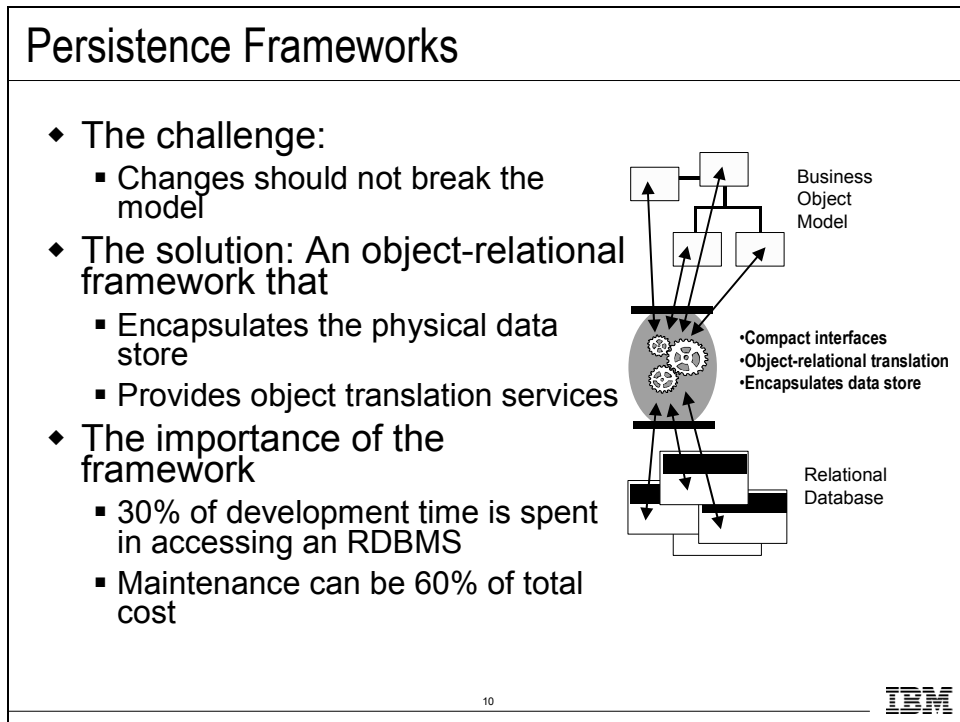 Persistence Frameworks
◆ The challenge:
▪ Changes should not break the
model
◆ The solution: An object-relational
framework that
▪ Encapsulates the physical data
store
▪ Provides object translation services
◆ The importance of the
framework
▪ 30% of development time is spent
in accessing an RDBMS
▪ Maintenance can be 60% of total
cost
Business
Object
Model
•Compact interfaces
•Object-relational translation
•Encapsulates data store
Relational
Database
10
IBM